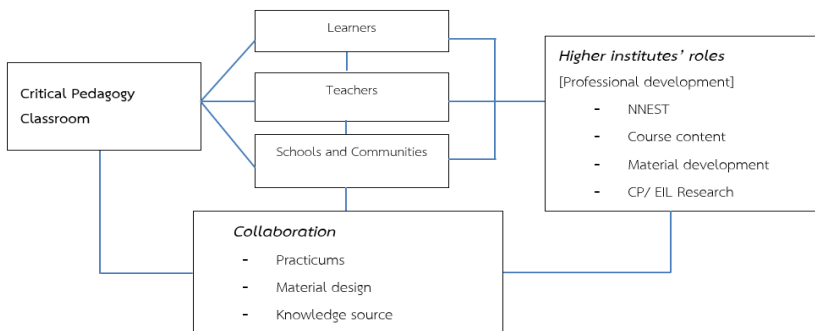 Learners
Critical Pedagogy
Classroom
Teachers
Schools and Communities
Higher institutes' roles
[Professional development]
- NNEST
- Course content
- Material development
- CP/ EIL Research
Collaboration
- Practicums
- Material design
- Knowledge source